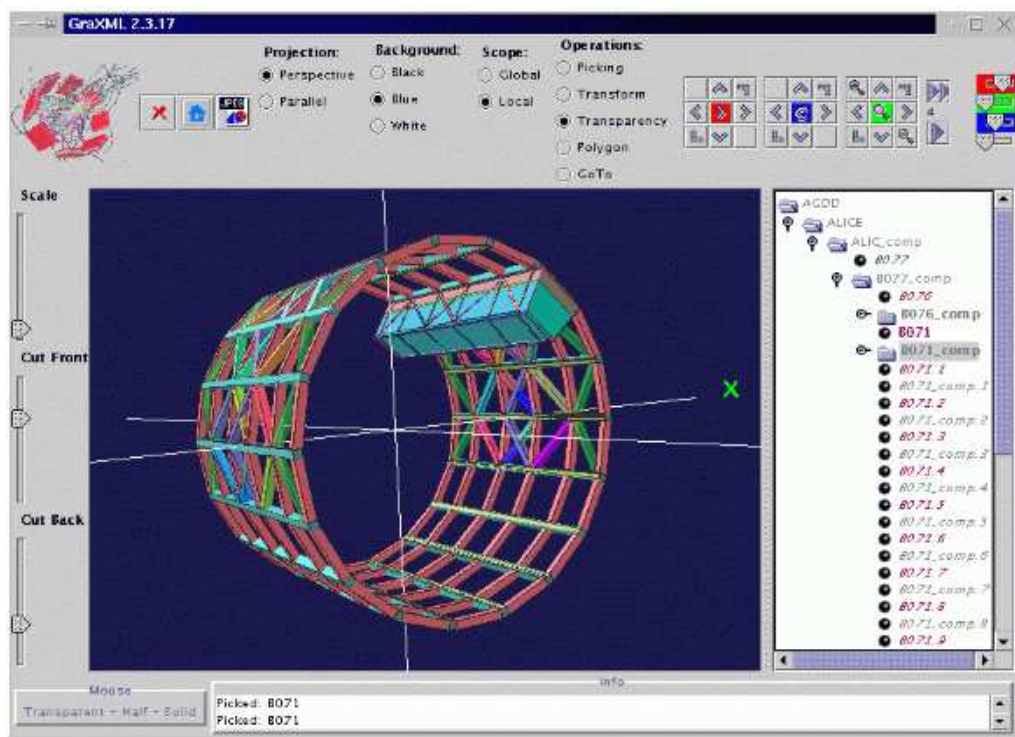 GraXML 2.3.17
Projection:
Perspective
Parallel
Background:
Black
Blue
White
Scope:
Global
Local
Operations:
Picking
Transform
Transparency
Polygon
GoTo
JPEG
4
Scale
Cut Front
Cut Back
X
AGDD
ALICE
ALIC_comp
B077
B077_comp
B076
B076_comp
B071
B071_comp
B071.1
B071_comp.1
B071.2
B071_comp.2
B071.3
B071_comp.3
B071.4
B071_comp.4
B071.5
B071_comp.5
B071.6
B071_comp.6
B071.7
B071_comp.7
B071.8
B071_comp.8
B071.9
Mouse
Transparent - Half - Solid
Info
Picked: B071
Picked: B071